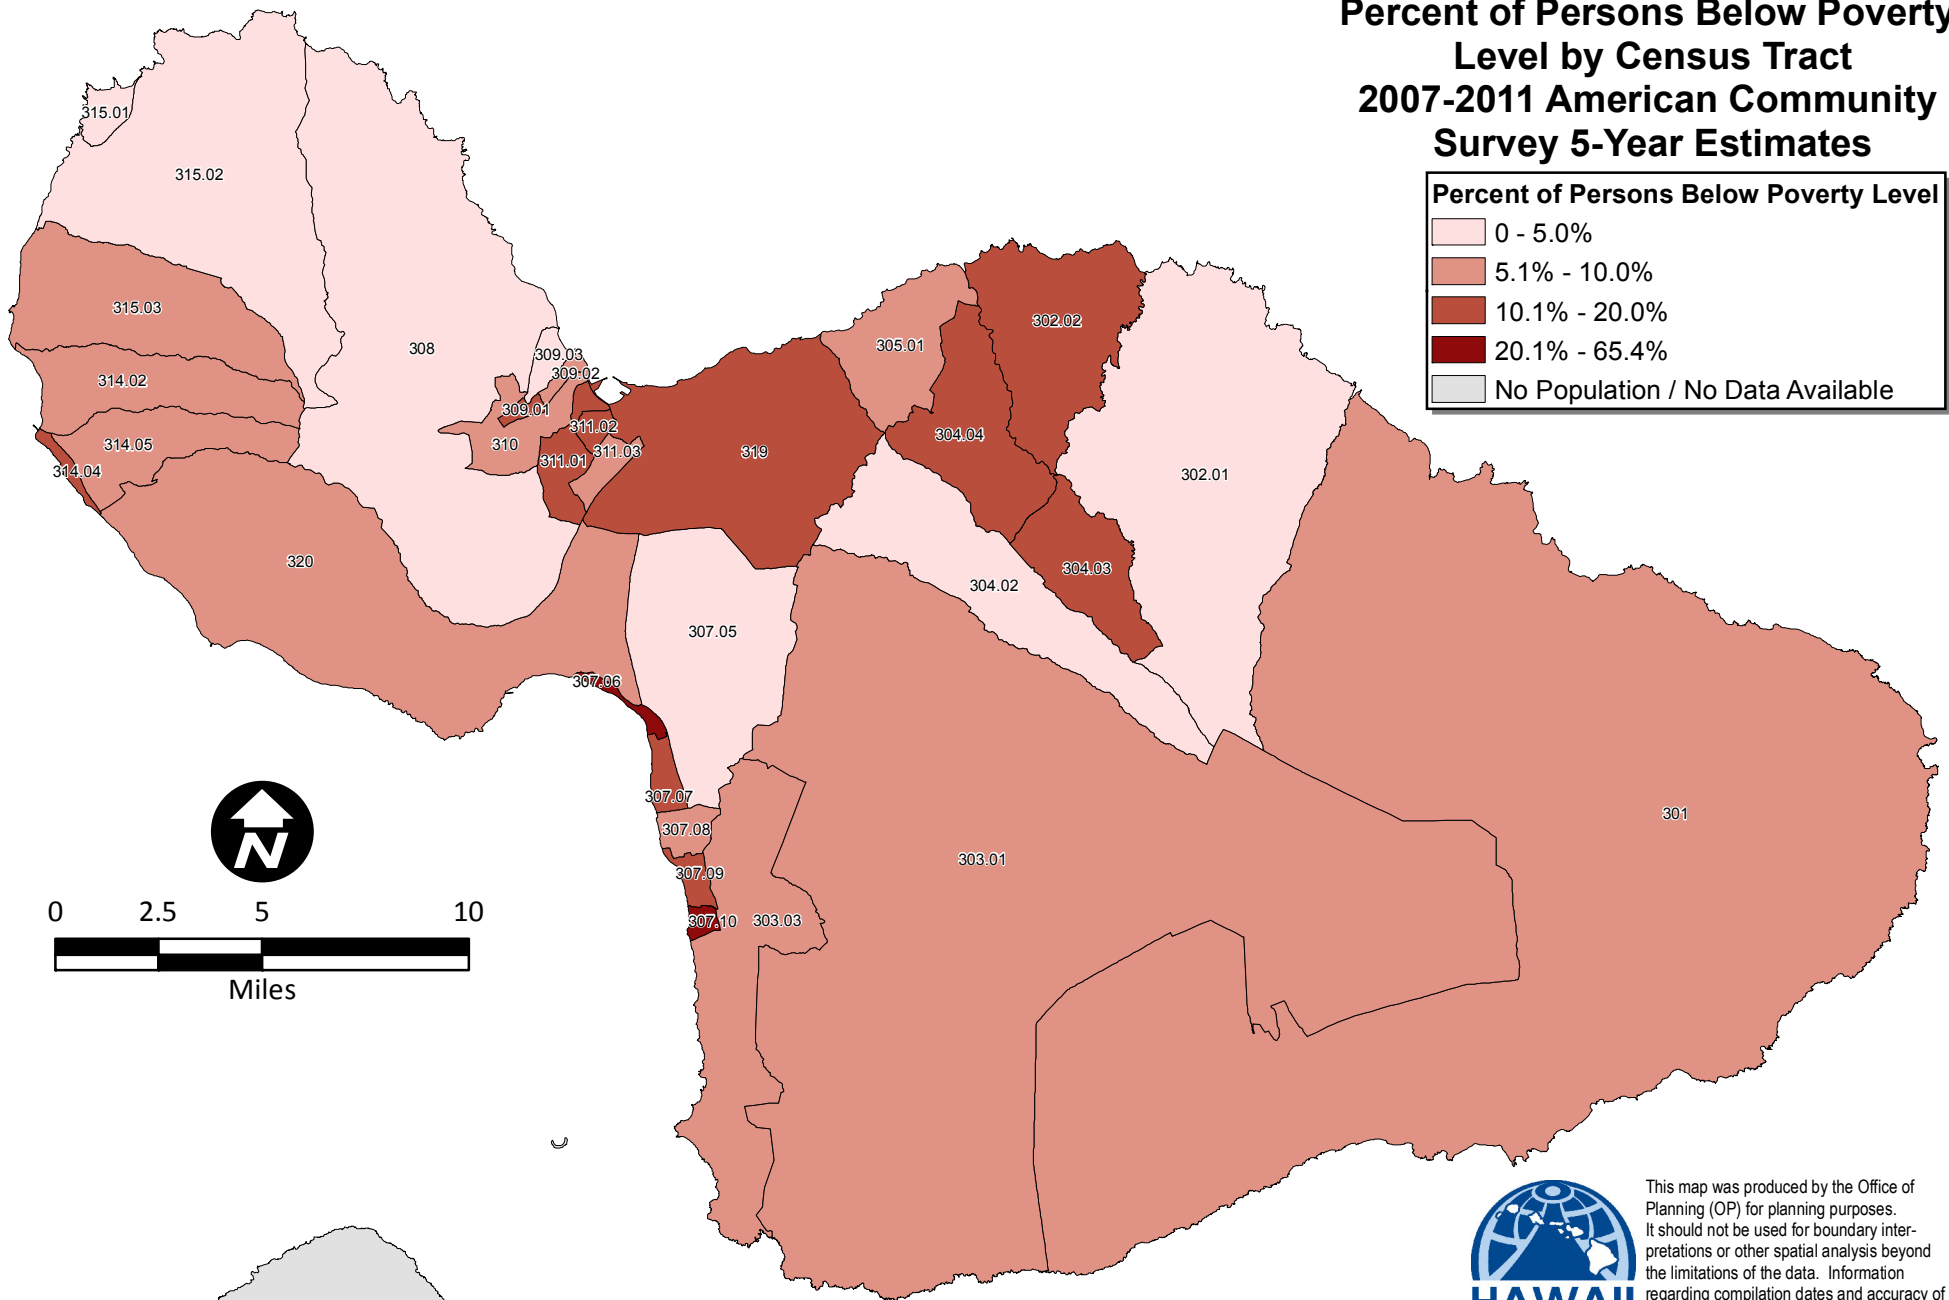 Percent of Persons Below Poverty
Level by Census Tract
2007-2011 American Community
Survey 5-Year Estimates
Percent of Persons Below Poverty Level
0 - 5.0%
5.1% - 10.0%
10.1% - 20.0%
20.1% - 65.4%
No Population / No Data Available
315.01
315.02
315.03
308
314.02
314.05
314.04
320
309.03
309.02
309.01
310
311.02
311.01
311.03
319
305.01
302.02
304.04
302.01
304.03
304.02
307.05
307.06
307.07
307.08
307.09
307.10
303.03
303.01
301
N
0 2.5 5 10
Miles
This map was produced by the Office of
Planning (OP) for planning purposes.
It should not be used for boundary inter-
pretations or other spatial analysis beyond
the limitations of the data. Information
regarding compilation dates and accuracy of
HAWAII